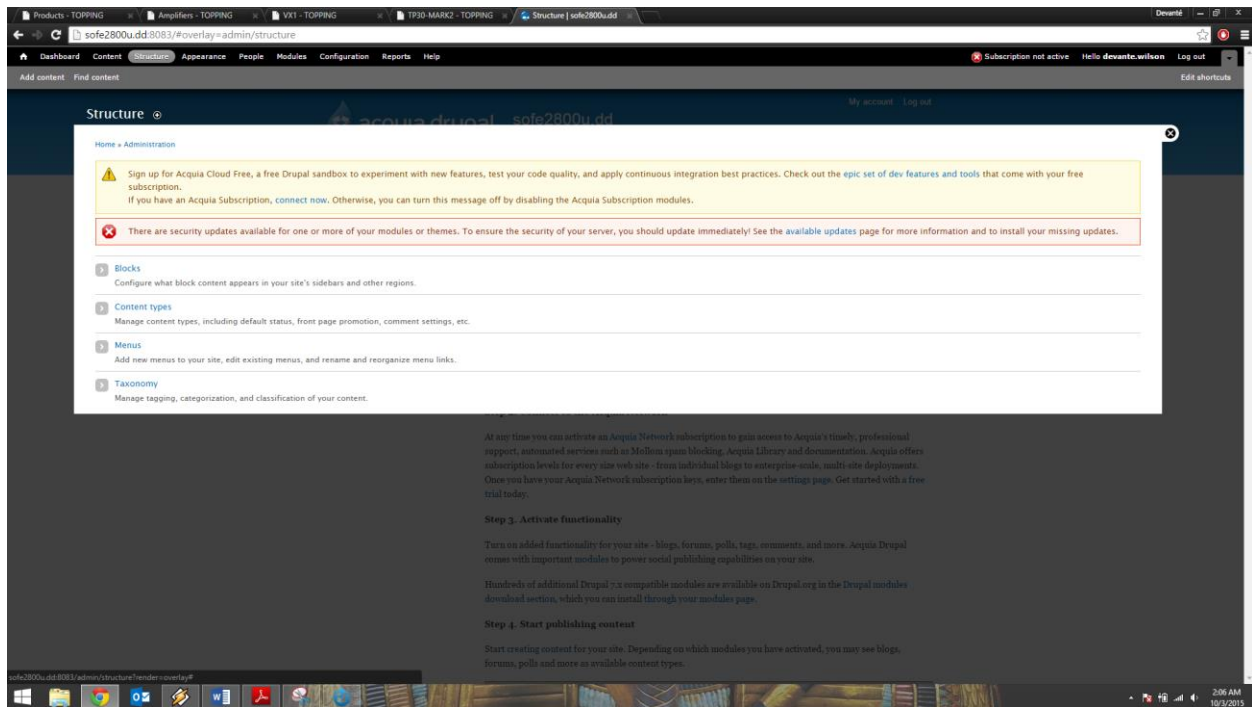 Products - TOPPING
Amplifiers - TOPPING
VX1 - TOPPING
TP30-MARK2 - TOPPING
Structure | sofe2800u.dd
Devanté
sofe2800u.dd:8083/#overlay=admin/structure
Dashboard Content Structure Appearance People Modules Configuration Reports Help
Subscription not active Hello devante.wilson Log out
Add content Find content
Edit shortcuts
My account Log out
Structure
acquia drupal sofe2800u.dd
Home » Administration
Sign up for Acquia Cloud Free, a free Drupal sandbox to experiment with new features, test your code quality, and apply continuous integration best practices. Check out the epic set of dev features and tools that come with your free
subscription.
If you have an Acquia Subscription, connect now. Otherwise, you can turn this message off by disabling the Acquia Subscription modules.
There are security updates available for one or more of your modules or themes. To ensure the security of your server, you should update immediately! See the available updates page for more information and to install your missing updates.
Blocks
Configure what block content appears in your site's sidebars and other regions.
Content types
Manage content types, including default status, front page promotion, comment settings, etc.
Menus
Add new menus to your site, edit existing menus, and rename and reorganize menu links.
Taxonomy
Manage tagging, categorization, and classification of your content.
At any time you can activate an Acquia Network subscription to gain access to Acquia's timely, professional
support, automated services such as Mollom spam blocking, Acquia Library and documentation. Acquia offers
subscription levels for every size web site - from individual blogs to enterprise-scale, multi-site deployments.
Once you have your Acquia Network subscription keys, enter them on the settings page. Get started with a free
trial today.
Step 3. Activate functionality
Turn on added functionality for your site - blogs, forums, polls, tags, comments, and more. Acquia Drupal
comes with important modules to power social publishing capabilities on your site.
Hundreds of additional Drupal 7.x compatible modules are available on Drupal.org in the Drupal modules
download section, which you can install through your modules page.
Step 4. Start publishing content
Start creating content for your site. Depending on which modules you have activated, you may see blogs,
forums, polls and more as available content types.
sofe2800u.dd:8083/admin/structure?render=overlay#
2:06 AM
10/3/2015